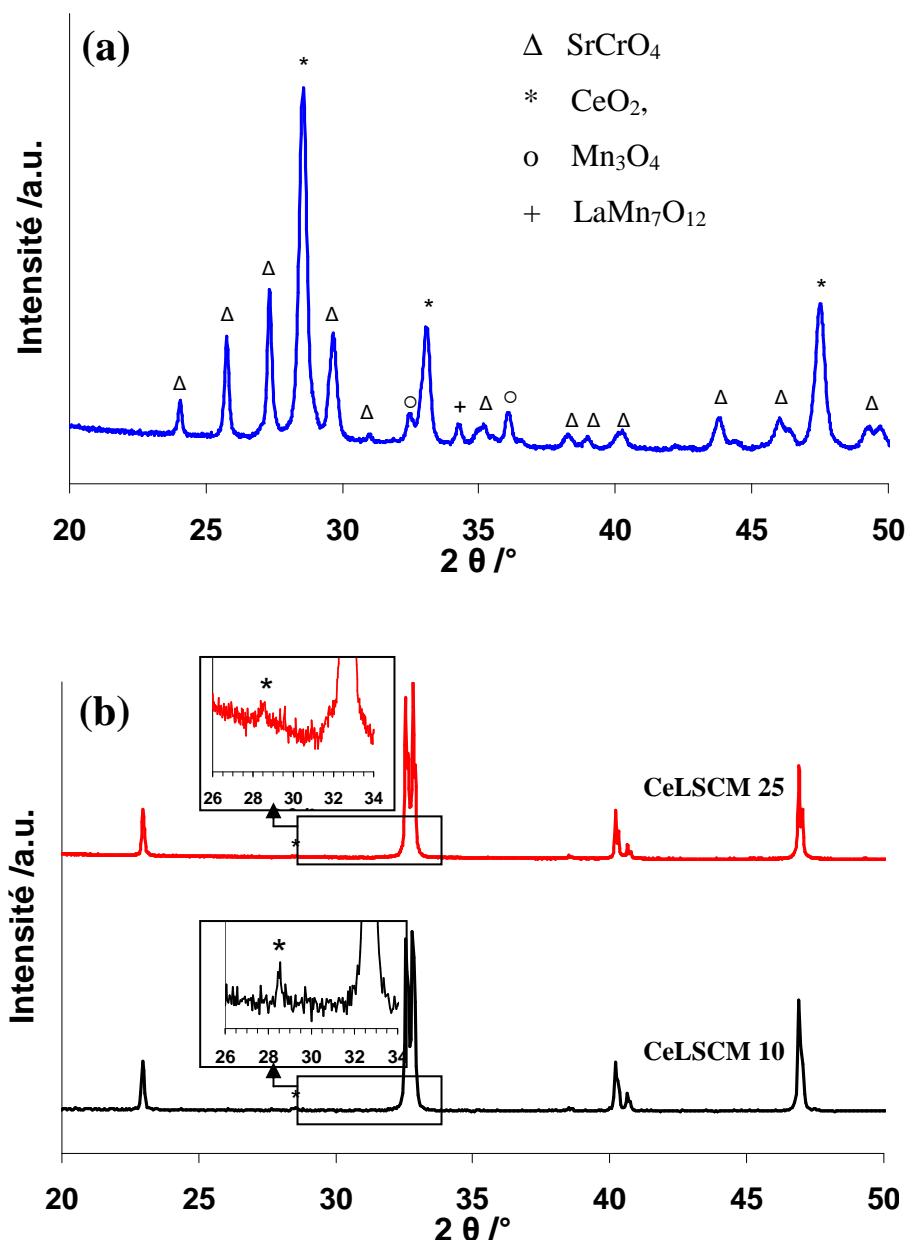 (a)
Δ SrCrO4
* CeO2,
o Mn3O4
+ LaMn7O12
Intensité /a.u.
* Δ Δ Δ Δ Δ o * + Δ o Δ Δ Δ Δ Δ * Δ
20 25 30 35 40 45 50
2 θ /°
(b)
*
26 28 30 32 34
CeLSCM 25
*
Intensité /a.u.
*
26 28 30 32 34
CeLSCM 10
*
20 25 30 35 40 45 50
2 θ /°